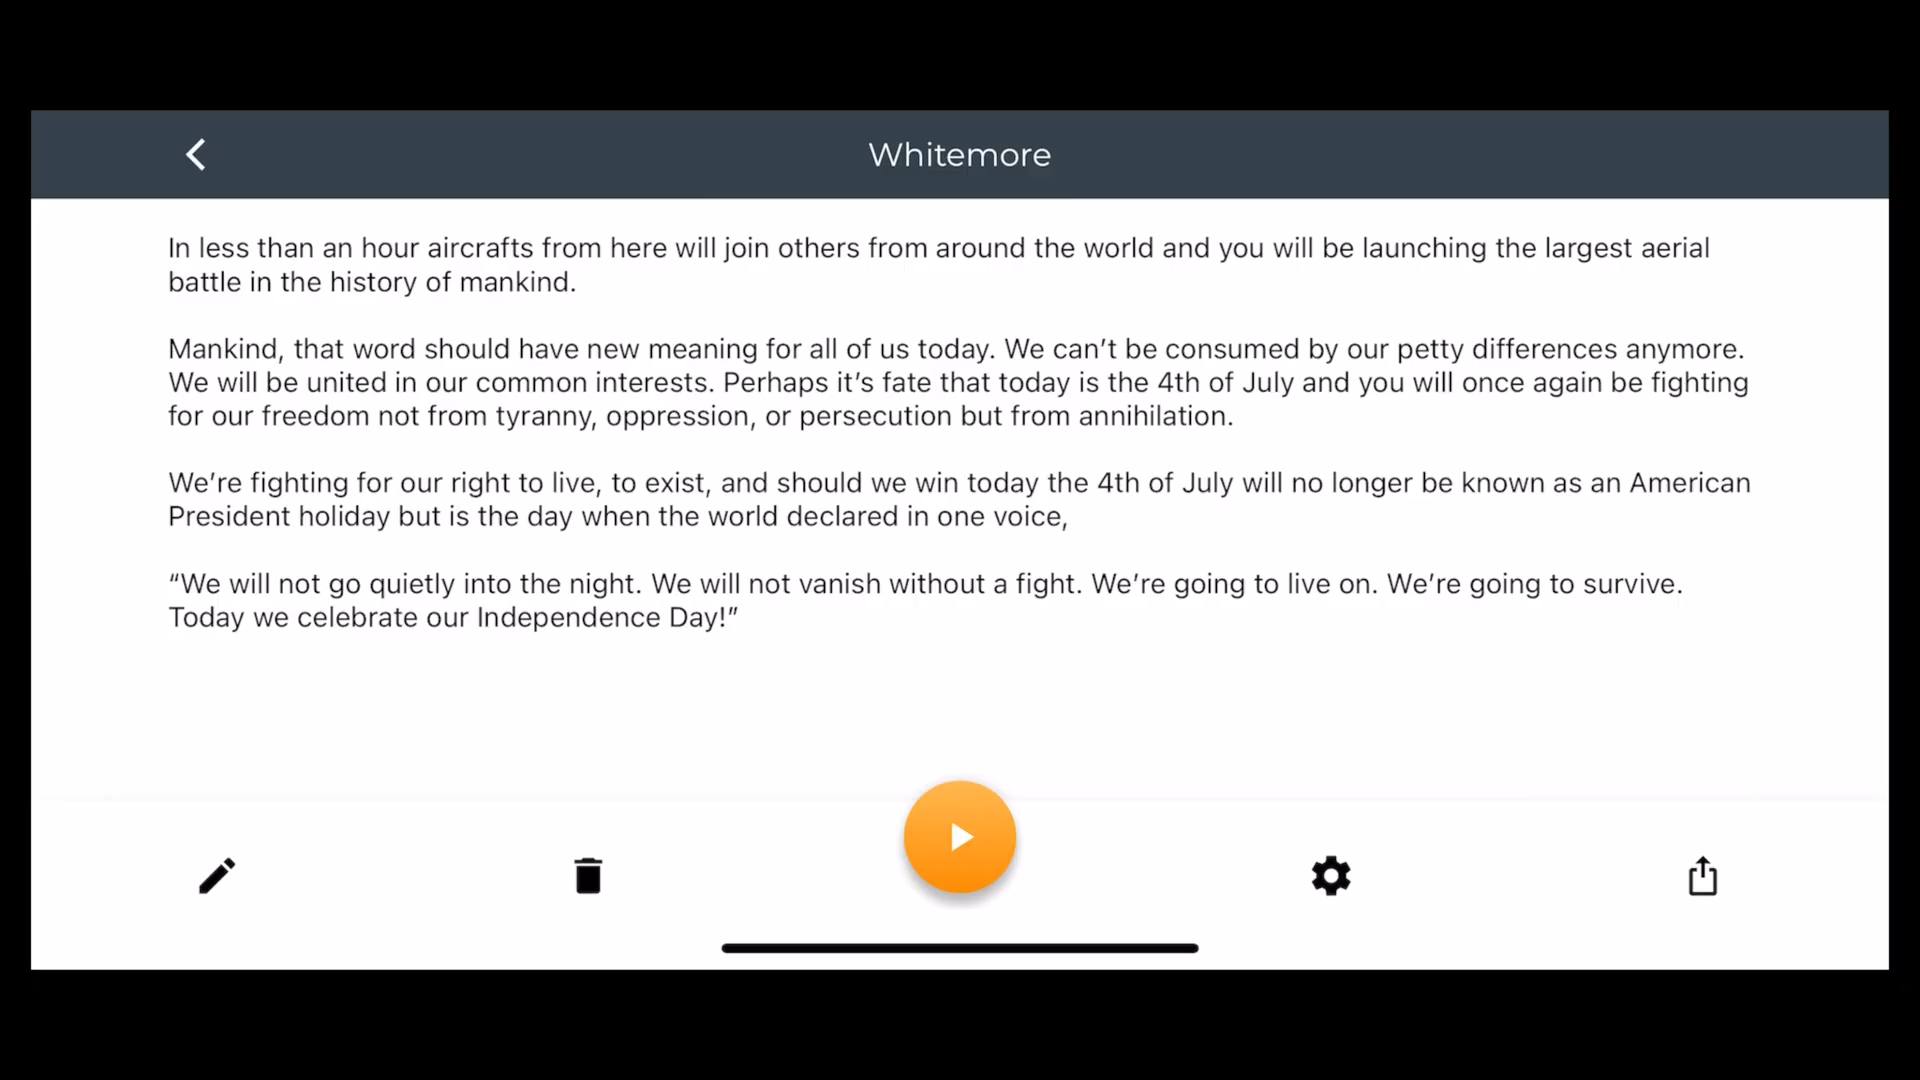 Whitemore
In less than an hour aircrafts from here will join others from around the world and you will be launching the largest aerial
battle in the history of mankind.
Mankind, that word should have new meaning for all of us today. We can’t be consumed by our petty differences anymore.
We will be united in our common interests. Perhaps it’s fate that today is the 4th of July and you will once again be fighting
for our freedom not from tyranny, oppression, or persecution but from annihilation.
We’re fighting for our right to live, to exist, and should we win today the 4th of July will no longer be known as an American
President holiday but is the day when the world declared in one voice,
“We will not go quietly into the night. We will not vanish without a fight. We’re going to live on. We’re going to survive.
Today we celebrate our Independence Day!”